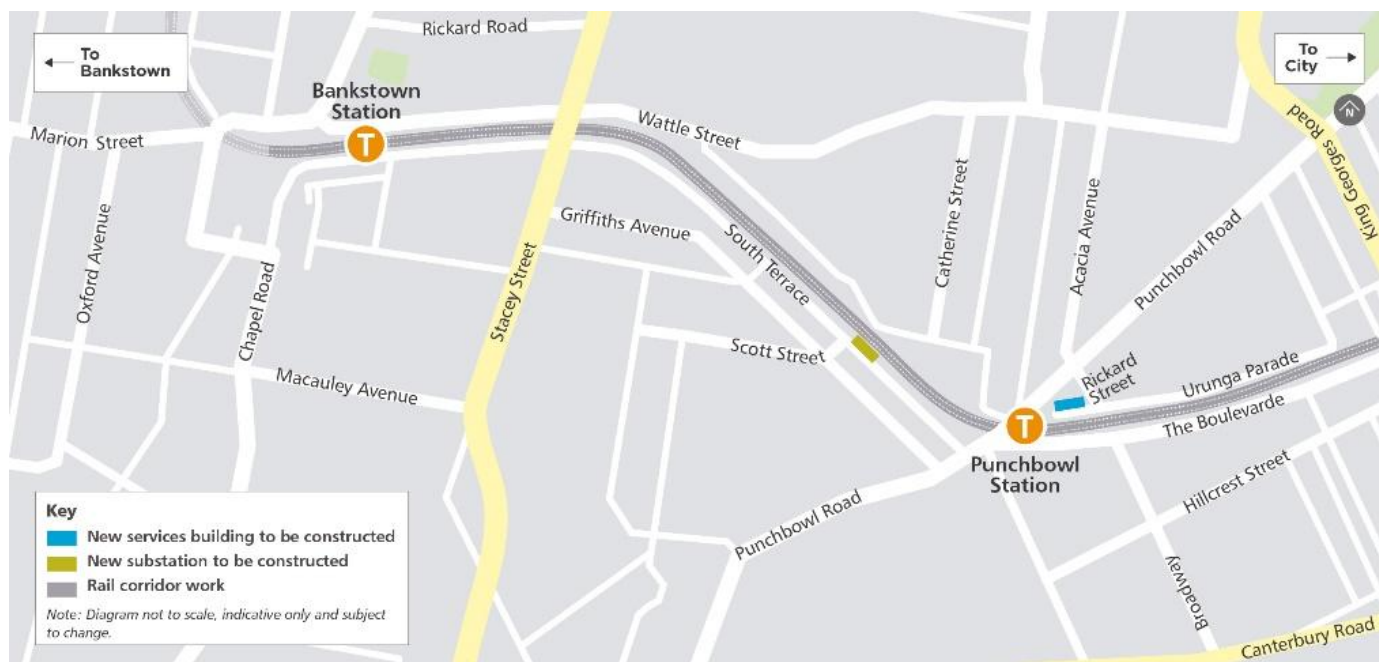 Rickard Road
To
Bankstown
To
City
Bankstown
Station
T
Marion Street
Wattle Street
King Georges Road
N
Oxford Avenue
Griffiths Avenue
South Terrace
Catherine Street
Acacia Avenue
Punchbowl Road
Chapel Road
Stacey Street
Scott Street
Macauley Avenue
Rickard
Street
Urunga Parade
The Boulevarde
T
Punchbowl
Station
Hillcrest Street
Punchbowl Road
Broadway
Canterbury Road
Key
New services building to be constructed
New substation to be constructed
Rail corridor work
Note: Diagram not to scale, indicative only and subject
to change.